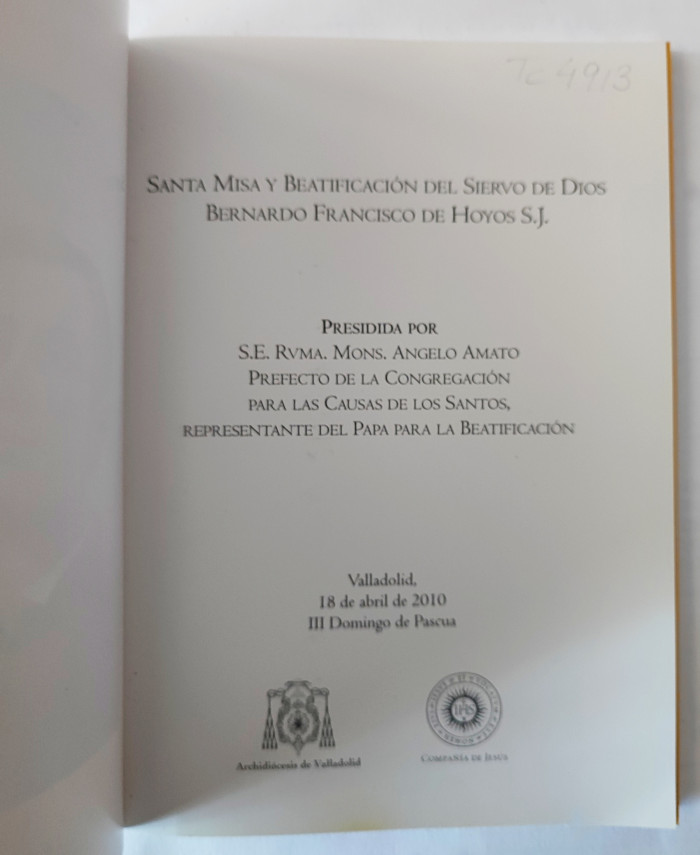 Tc 4913
Santa Misa y Beatificación del Siervo de Dios
Bernardo Francisco de Hoyos S.J.
Presidida por
S.E. Rvma. Mons. Angelo Amato
Prefecto de la Congregación
para las Causas de los Santos,
representante del Papa para la Beatificación
Valladolid,
18 de abril de 2010
III Domingo de Pascua
IHS
Archidiócesis de Valladolid
Compañía de Jesús